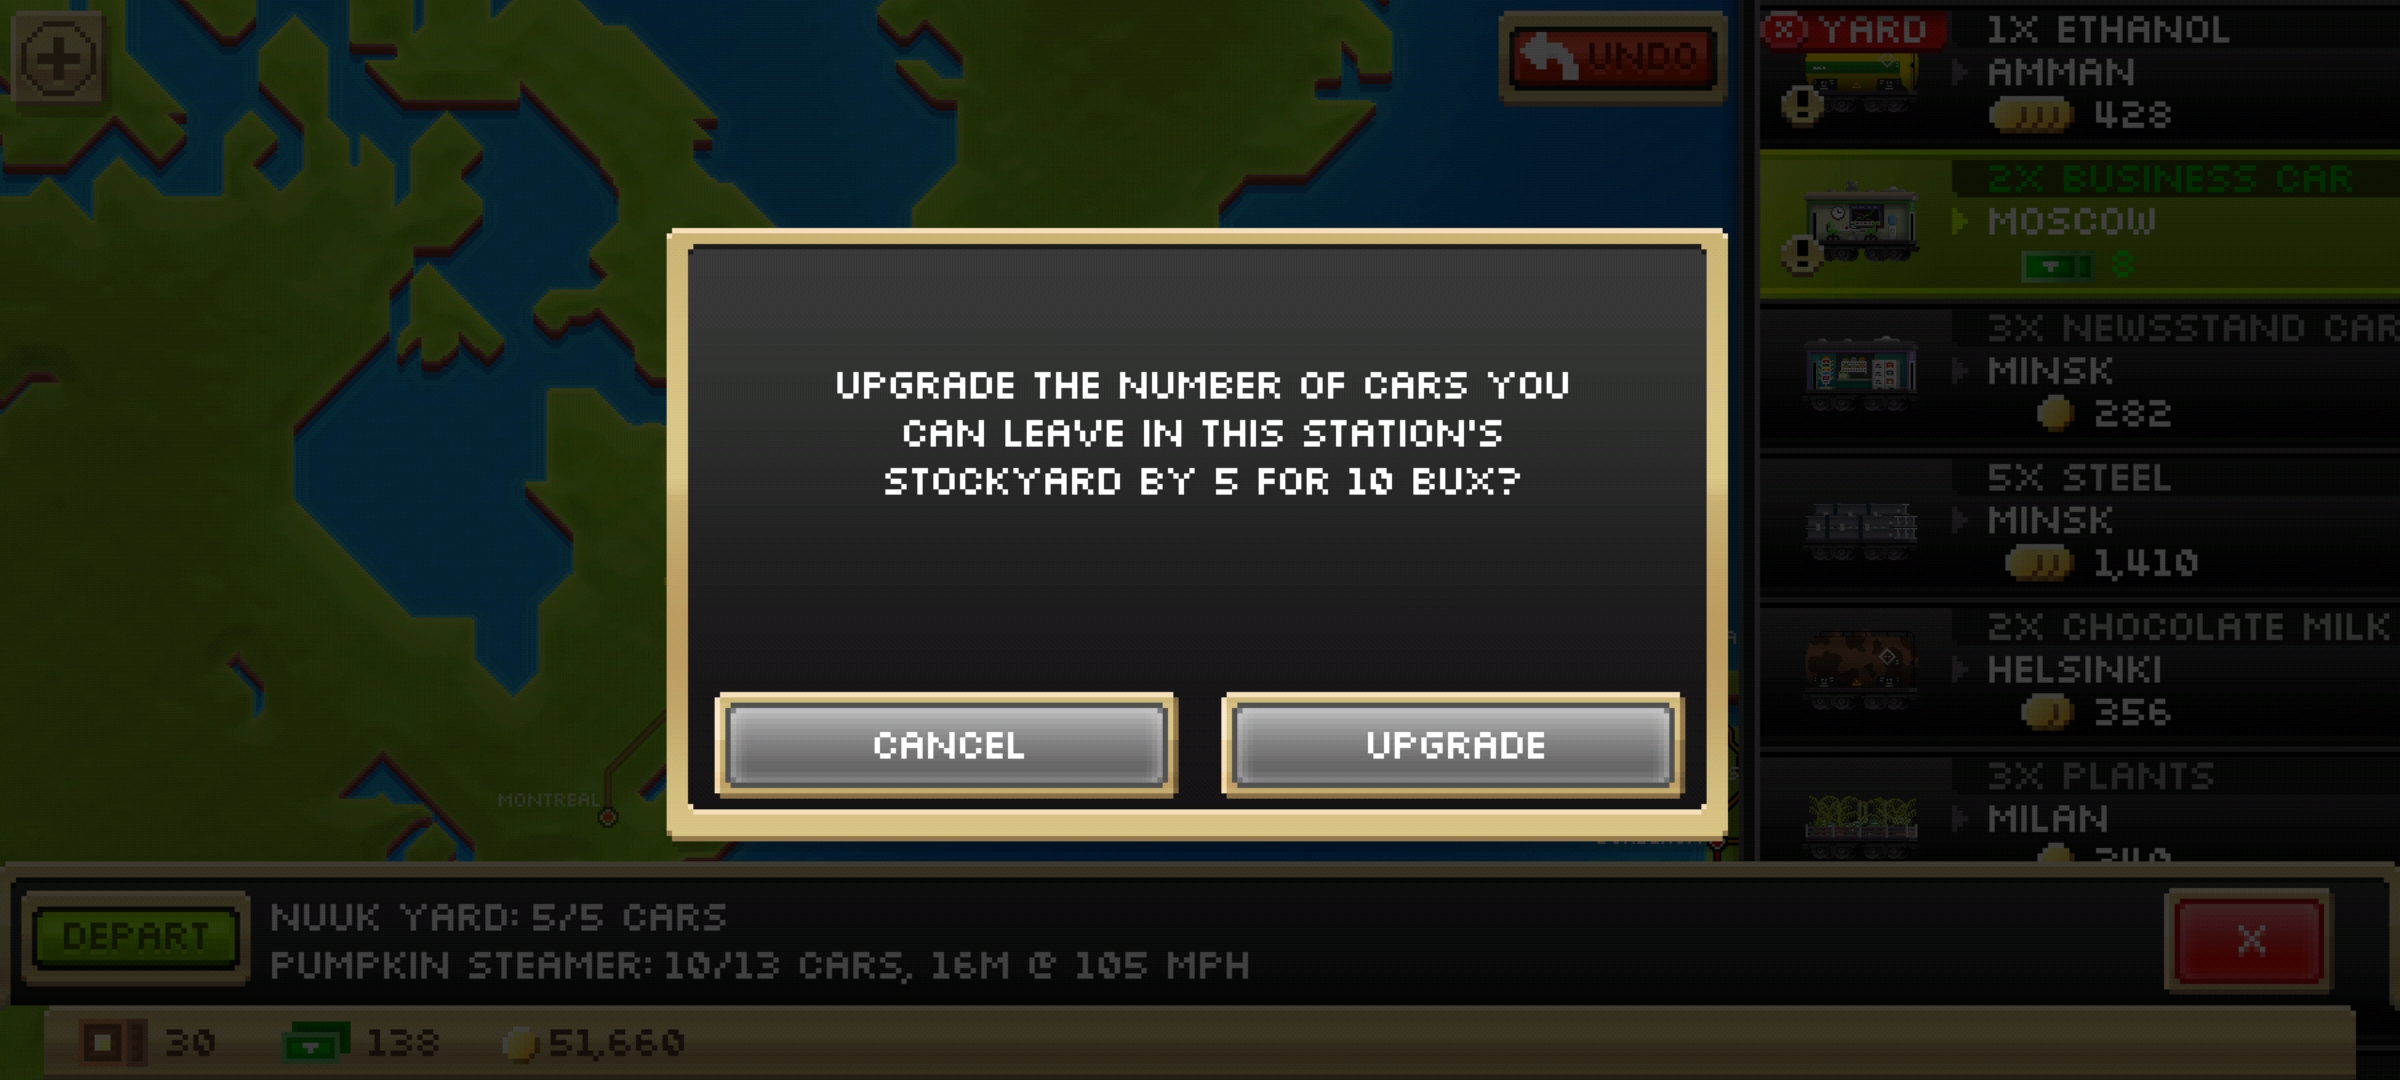 UNDO
YARD
1X ETHANOL
AMMAN
428
2X BUSINESS CAR
MOSCOW
8
3X NEWSSTAND CAR
MINSK
282
5X STEEL
MINSK
1,410
2X CHOCOLATE MILK
HELSINKI
356
3X PLANTS
MILAN
UPGRADE THE NUMBER OF CARS YOU
CAN LEAVE IN THIS STATION'S
STOCKYARD BY 5 FOR 10 BUX?
CANCEL
UPGRADE
MONTREAL
DEPART
NUUK YARD: 5/5 CARS
PUMPKIN STEAMER: 10/13 CARS, 16M @ 105 MPH
X
30
138
51,660